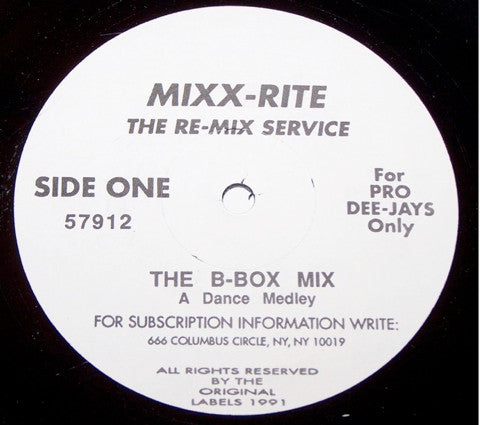 MIXX-RITE
THE RE-MIX SERVICE
SIDE ONE
57912
For
PRO
DEE-JAYS
Only
THE B-BOX MIX
A Dance Medley
FOR SUBSCRIPTION INFORMATION WRITE:
666 COLUMBUS CIRCLE, NY, NY 10019
ALL RIGHTS RESERVED
BY THE
ORIGINAL
LABELS 1991